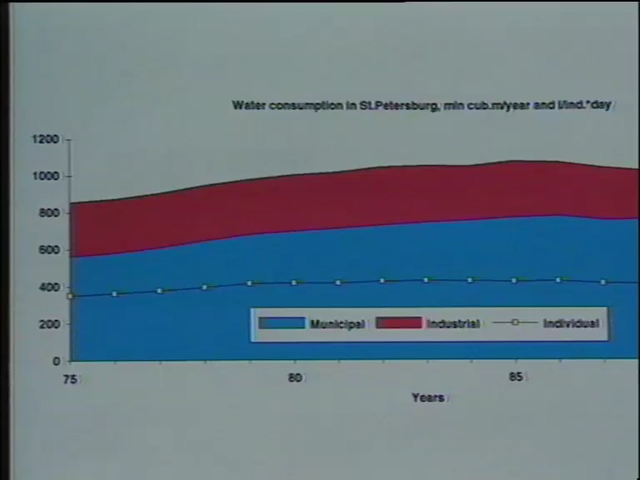 Water consumption in St.Petersburg, mln cub.m/year and l/ind.*day
1200
1000
800
600
400
200
0
Municipal Industrial Individual
75 80 85
Years